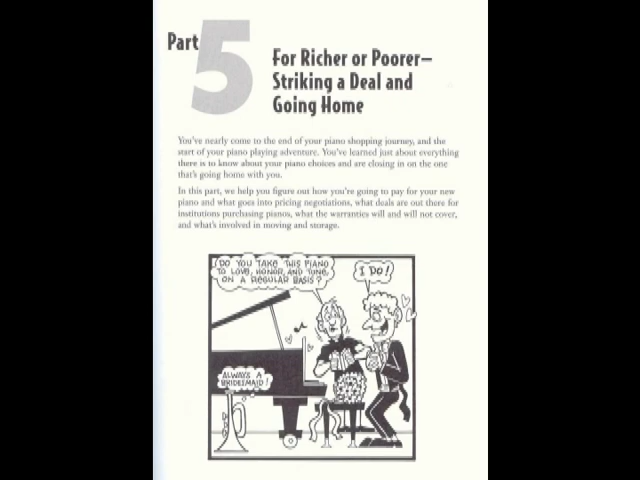 Part 5
For Richer or Poorer—
Striking a Deal and
Going Home
You've nearly come to the end of your piano shopping journey, and the
start of your piano playing adventure. You've learned just about everything
there is to know about your piano choices and are closing in on the one
that's going home with you.
In this part, we help you figure out how you're going to pay for your new
piano and what goes into pricing negotiations, what deals are out there for
institutions purchasing pianos, what the warranties will and will not cover,
and what's involved in moving and storage.
DO YOU TAKE THIS PIANO
TO LOVE, HONOR, AND TUNE
ON A REGULAR BASIS?
I DO!
ALWAYS A
BRIDESMAID!